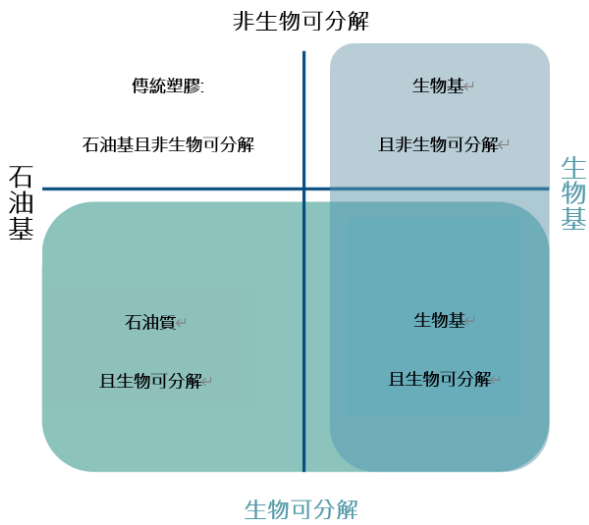 非生物可分解
傳統塑膠:
石油基且非生物可分解
生物基
且非生物可分解
石油基
生物基
石油質
且生物可分解
生物基
且生物可分解
生物可分解